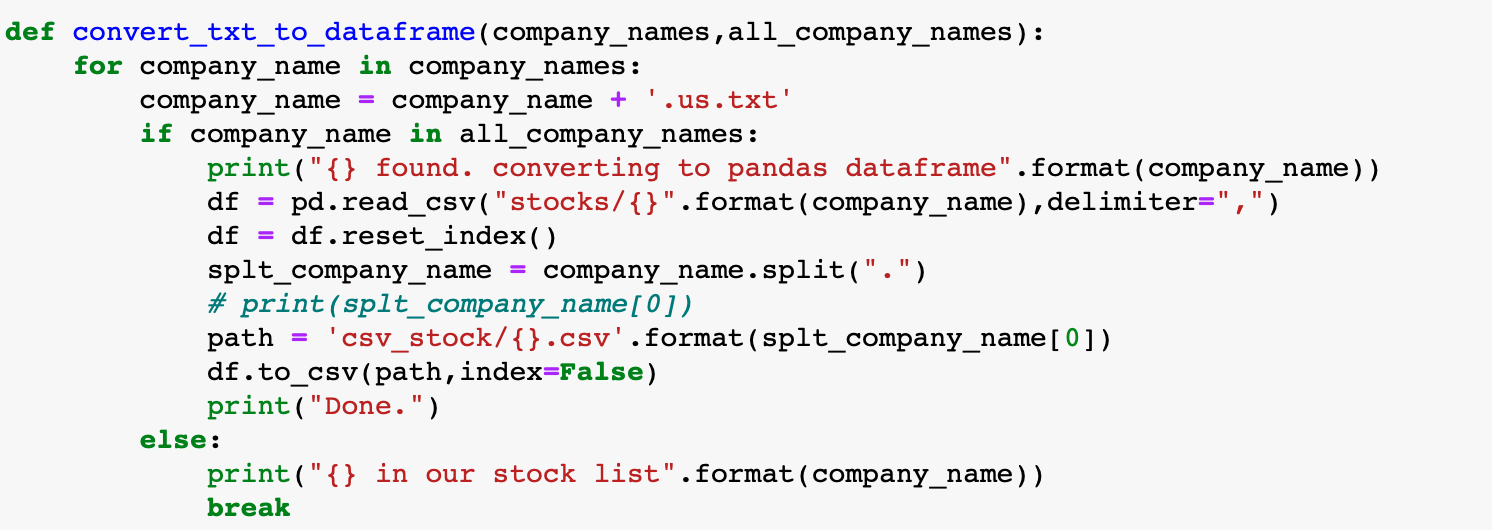 def convert_txt_to_dataframe(company_names,all_company_names):
    for company_name in company_names:
        company_name = company_name + '.us.txt'
        if company_name in all_company_names:
            print("{} found. converting to pandas dataframe".format(company_name))
            df = pd.read_csv("stocks/{}".format(company_name),delimiter=",")
            df = df.reset_index()
            splt_company_name = company_name.split(".")
            # print(splt_company_name[0])
            path = 'csv_stock/{}.csv'.format(splt_company_name[0])
            df.to_csv(path,index=False)
            print("Done.")
        else:
            print("{} in our stock list".format(company_name))
            break